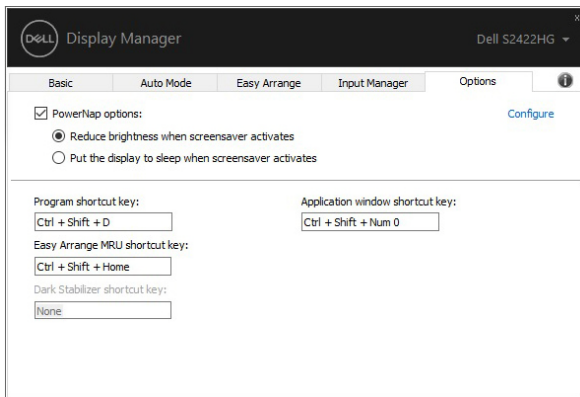 DELL Display Manager
Dell S2422HG
Basic Auto Mode Easy Arrange Input Manager Options
PowerNap options:
Configure
Reduce brightness when screensaver activates
Put the display to sleep when screensaver activates
Program shortcut key:
Application window shortcut key:
Ctrl + Shift + D
Ctrl + Shift + Num 0
Easy Arrange MRU shortcut key:
Ctrl + Shift + Home
Dark Stabilizer shortcut key:
None